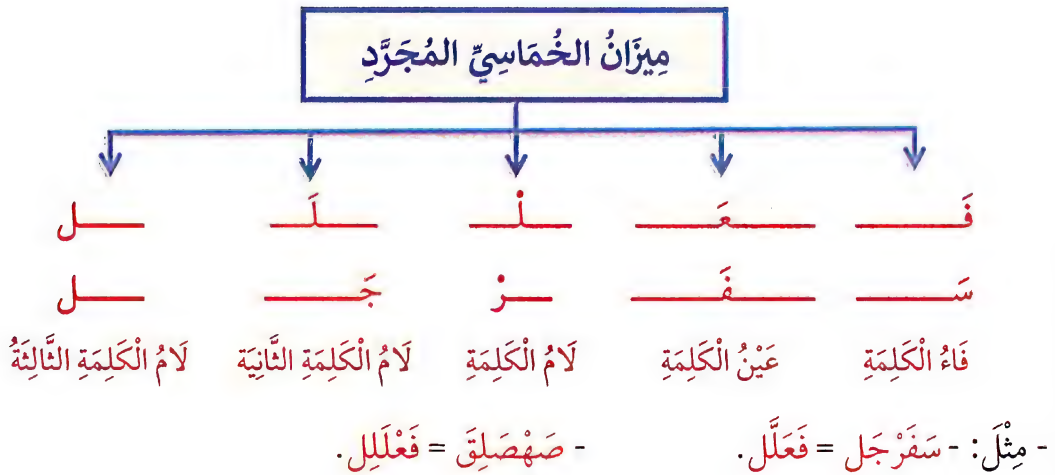 مِيزَانُ الخُمَاسِيِّ المُجَرَّدِ
فَـ ـعَـ ـلْـ ـلَـ ـل
سَـ ـفَـ ـرْ جَـ ـل
فَاءُ الْكَلِمَةِ عَيْنُ الْكَلِمَةِ لَامُ الْكَلِمَةِ لَامُ الْكَلِمَةِ الثَّانِيَة لَامُ الْكَلِمَةِ الثَّالِثَةُ
- مِثْلَ: - سَفَرْجَل = فَعَلَّل. - صَهْصَلِقَ = فَعْلَلِل.